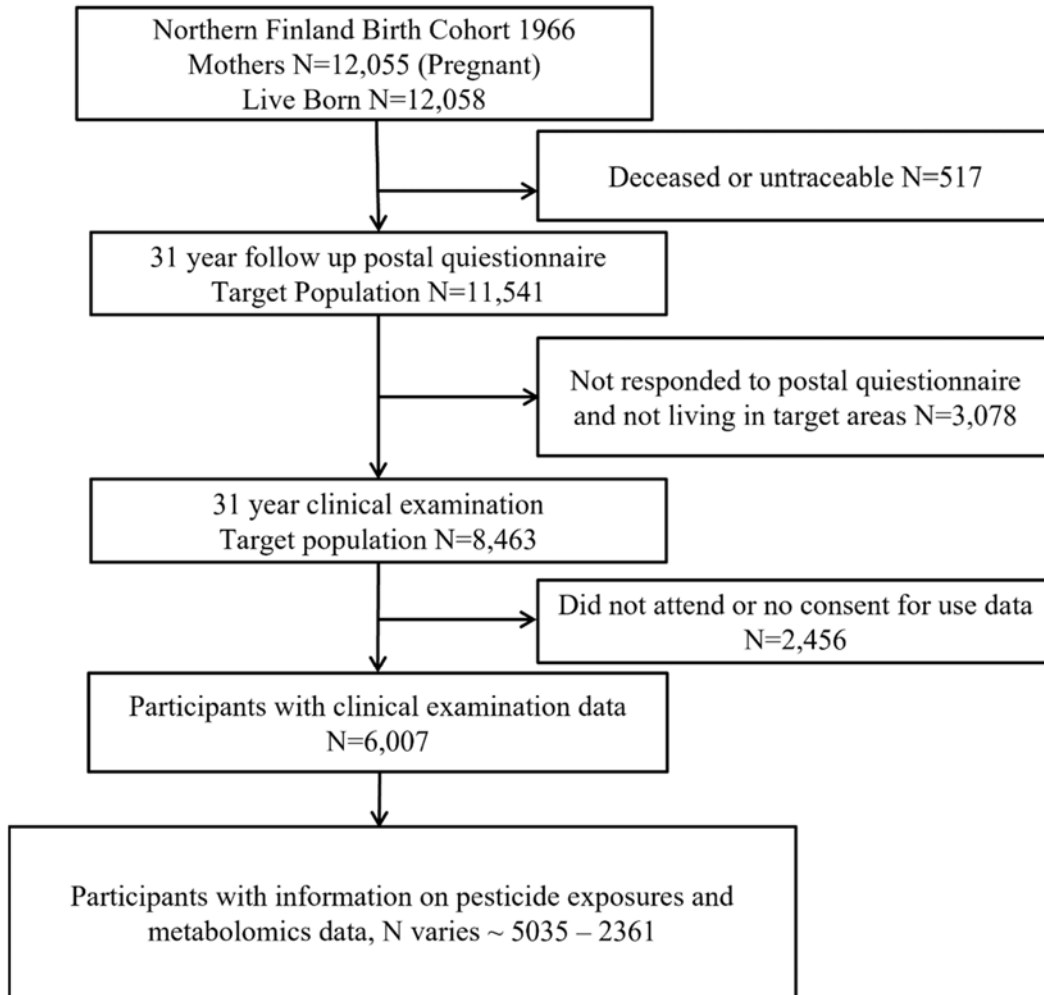 Northern Finland Birth Cohort 1966
Mothers N=12,055 (Pregnant)
Live Born N=12,058
Deceased or untraceable N=517
31 year follow up postal quiestionnaire
Target Population N=11,541
Not responded to postal quiestionnaire
and not living in target areas N=3,078
31 year clinical examination
Target population N=8,463
Did not attend or no consent for use data
N=2,456
Participants with clinical examination data
N=6,007
Participants with information on pesticide exposures and
metabolomics data, N varies ~ 5035 – 2361